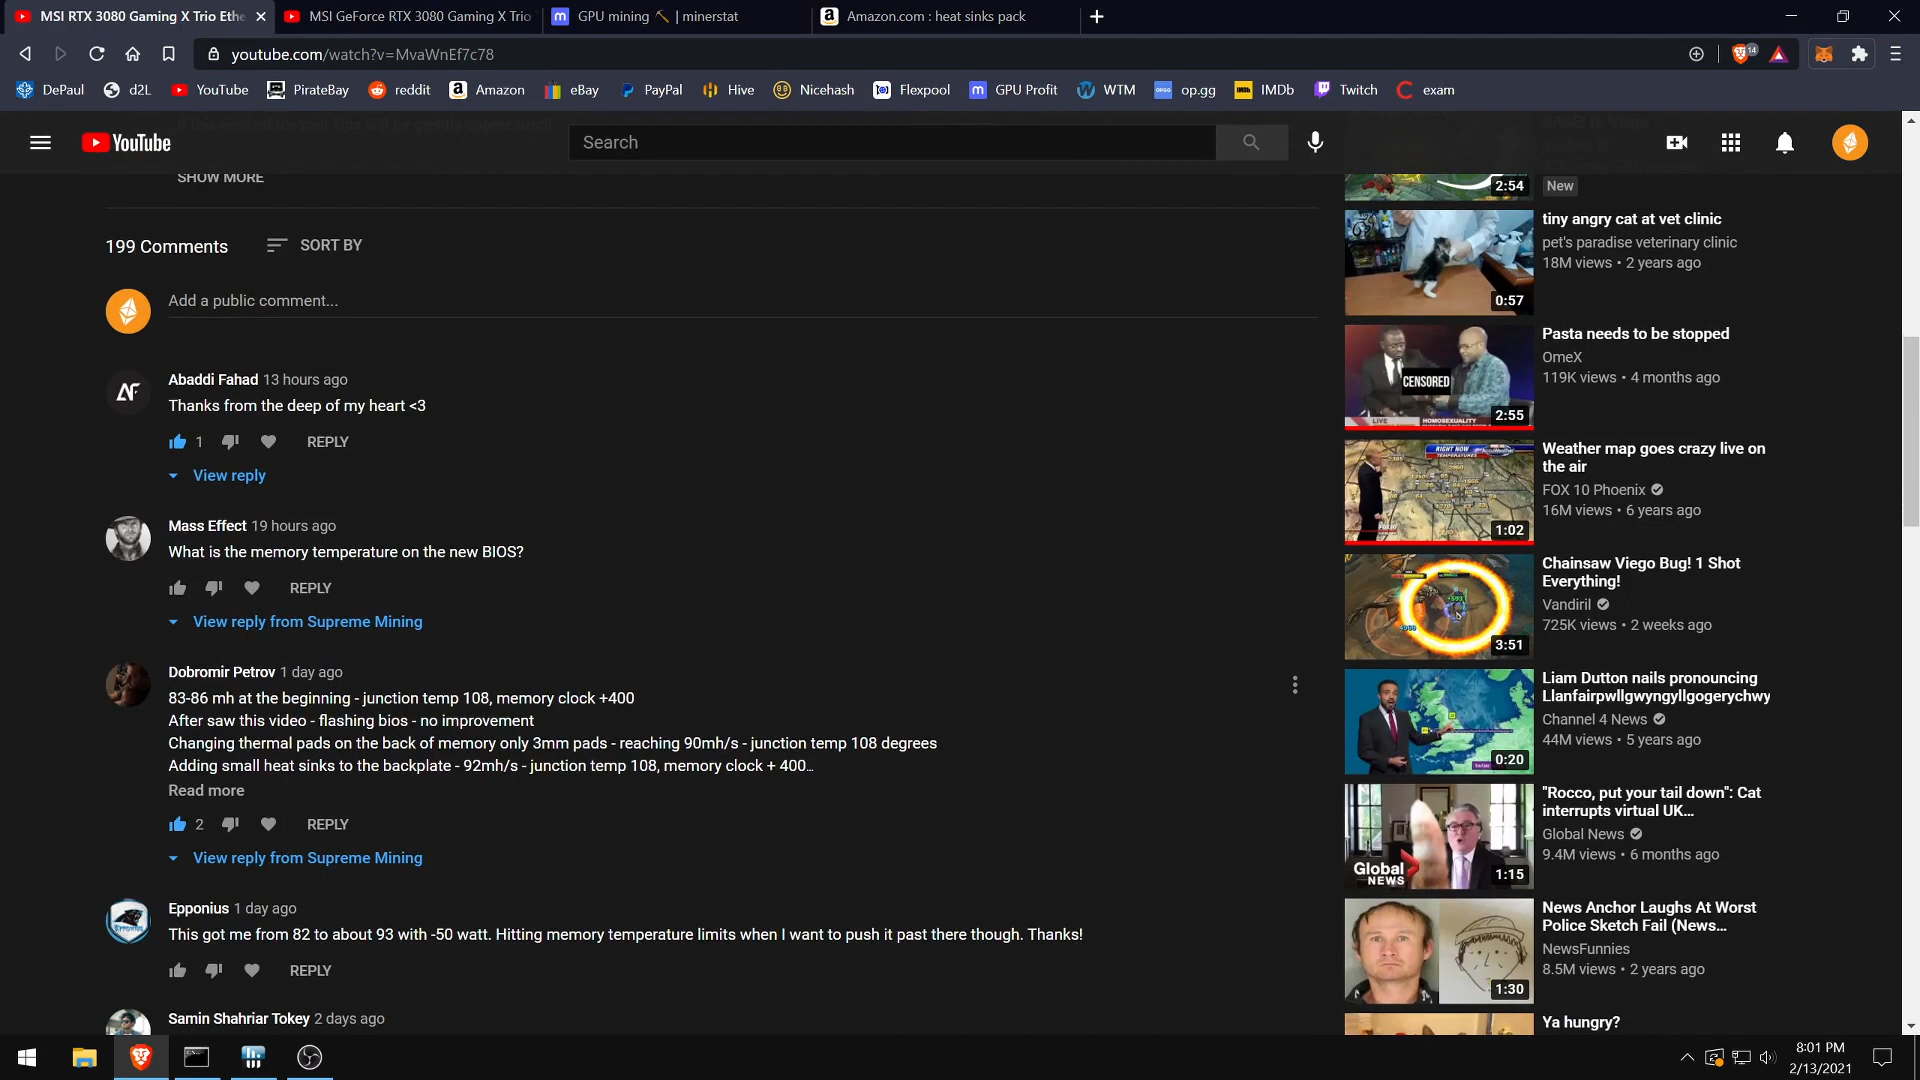 MSI RTX 3080 Gaming X Trio Ethe
MSI GeForce RTX 3080 Gaming X Trio
GPU mining ⛏ | minerstat
Amazon.com : heat sinks pack
youtube.com/watch?v=MvaWnEf7c78
14
DePaul
d2L
YouTube
PirateBay
reddit
Amazon
eBay
PayPal
Hive
Nicehash
Flexpool
GPU Profit
WTM
op.gg
IMDb
Twitch
exam
YouTube
Search
SHOW MORE
199 Comments
SORT BY
Add a public comment...
Abaddi Fahad 13 hours ago
Thanks from the deep of my heart <3
1
REPLY
View reply
Mass Effect 19 hours ago
What is the memory temperature on the new BIOS?
REPLY
View reply from Supreme Mining
Dobromir Petrov 1 day ago
83-86 mh at the beginning - junction temp 108, memory clock +400
After saw this video - flashing bios - no improvement
Changing thermal pads on the back of memory only 3mm pads - reaching 90mh/s - junction temp 108 degrees
Adding small heat sinks to the backplate - 92mh/s - junction temp 108, memory clock + 400…
Read more
2
REPLY
View reply from Supreme Mining
Epponius 1 day ago
This got me from 82 to about 93 with -50 watt. Hitting memory temperature limits when I want to push it past there though. Thanks!
REPLY
Samin Shahriar Tokey 2 days ago
2:54
New
tiny angry cat at vet clinic
pet's paradise veterinary clinic
18M views • 2 years ago
0:57
Pasta needs to be stopped
OmeX
119K views • 4 months ago
CENSORED
LIVE
HOMOSEXUALITY
2:55
Weather map goes crazy live on
the air
FOX 10 Phoenix
16M views • 6 years ago
RIGHT NOW
TEMPERATURES
1:02
Chainsaw Viego Bug! 1 Shot
Everything!
Vandiril
725K views • 2 weeks ago
3:51
Liam Dutton nails pronouncing
Llanfairpwllgwyngyllgogerychwy
Channel 4 News
44M views • 5 years ago
0:20
"Rocco, put your tail down": Cat
interrupts virtual UK...
Global News
9.4M views • 6 months ago
Global
NEWS
1:15
News Anchor Laughs At Worst
Police Sketch Fail (News...
NewsFunnies
8.5M views • 2 years ago
1:30
Ya hungry?
8:01 PM
2/13/2021